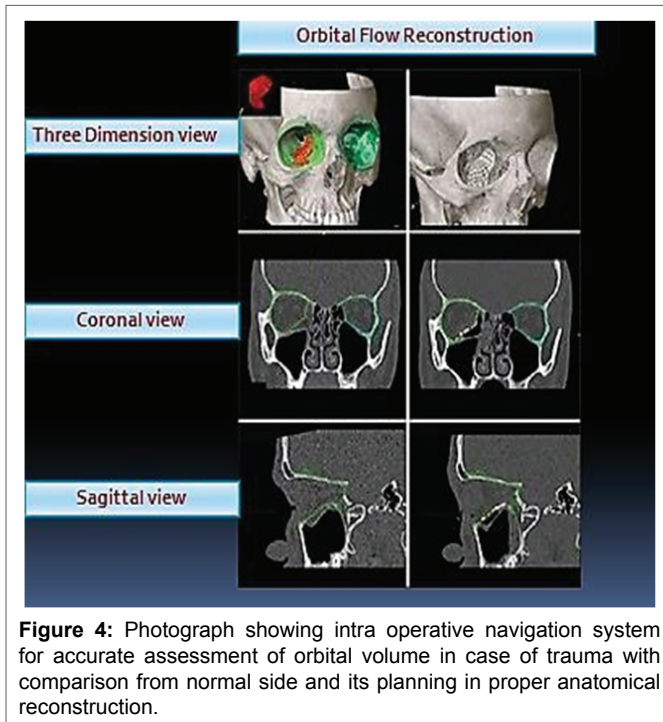 Orbital Flow Reconstruction
Three Dimension view
Coronal view
Sagittal view
Figure 4: Photograph showing intra operative navigation system
for accurate assessment of orbital volume in case of trauma with
comparison from normal side and its planning in proper anatomical
reconstruction.